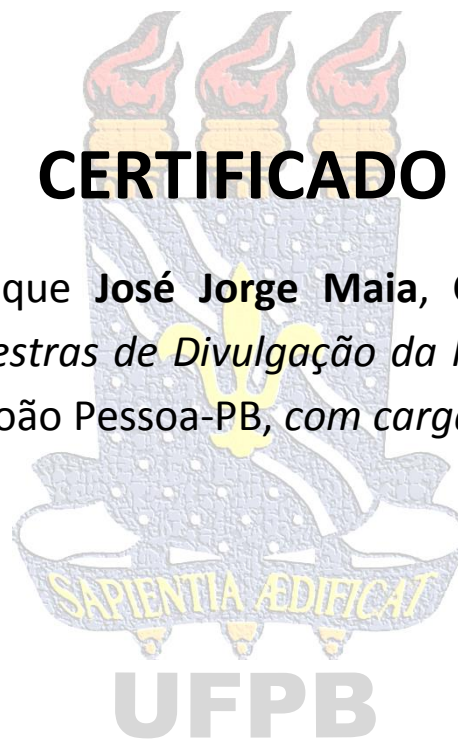 CERTIFICADO
que José Jorge Maia,
estras de Divulgação da
oão Pessoa-PB, com carg
SAPIENTIA ÆDIFICAT
UFPB